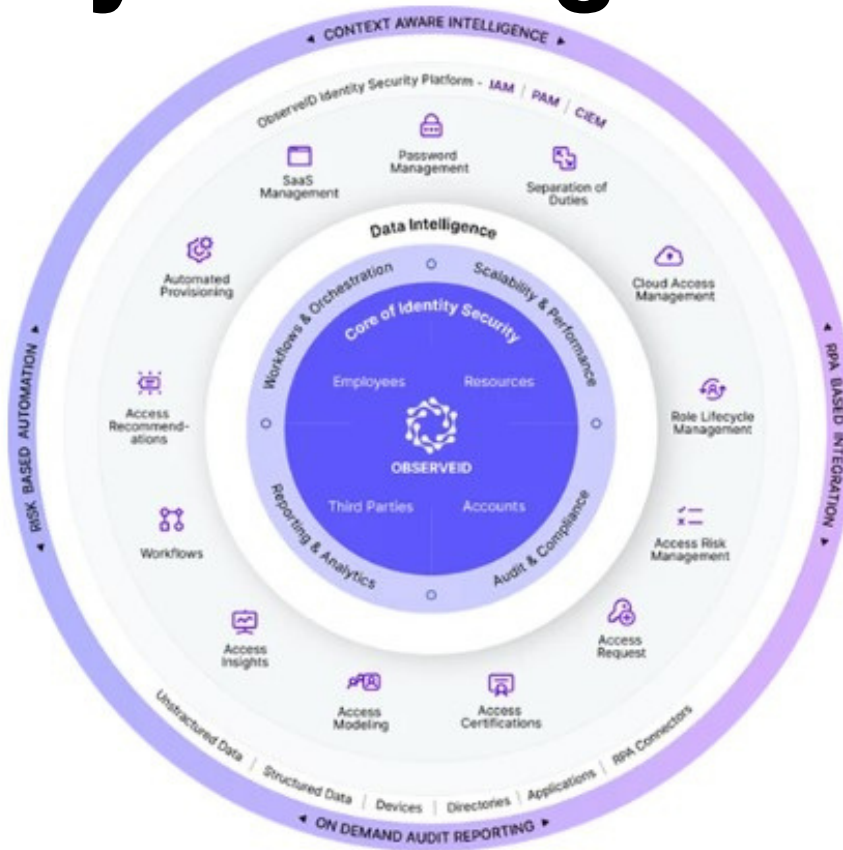 CONTEXT AWARE INTELLIGENCE
ObserveID Identity Security Platform - IAM | PAM | CIEM
Password
Management
SaaS
Management
Separation of
Duties
Automated
Provisioning
Cloud Access
Management
Access
Recommend-
ations
Role Lifecycle
Management
Workflows
Access Risk
Management
Access
Insights
Access
Request
Access
Modeling
Access
Certifications
Data Intelligence
Workflows & Orchestration
Scalability & Performance
Core of Identity Security
Employees
Resources
OBSERVEID
Third Parties
Accounts
Reporting & Analytics
Audit & Compliance
RISK BASED AUTOMATION
RPA BASED INTEGRATION
Unstractured Data | Structured Data | Devices | Directories | Applications | RPA Connectors
ON DEMAND AUDIT REPORTING